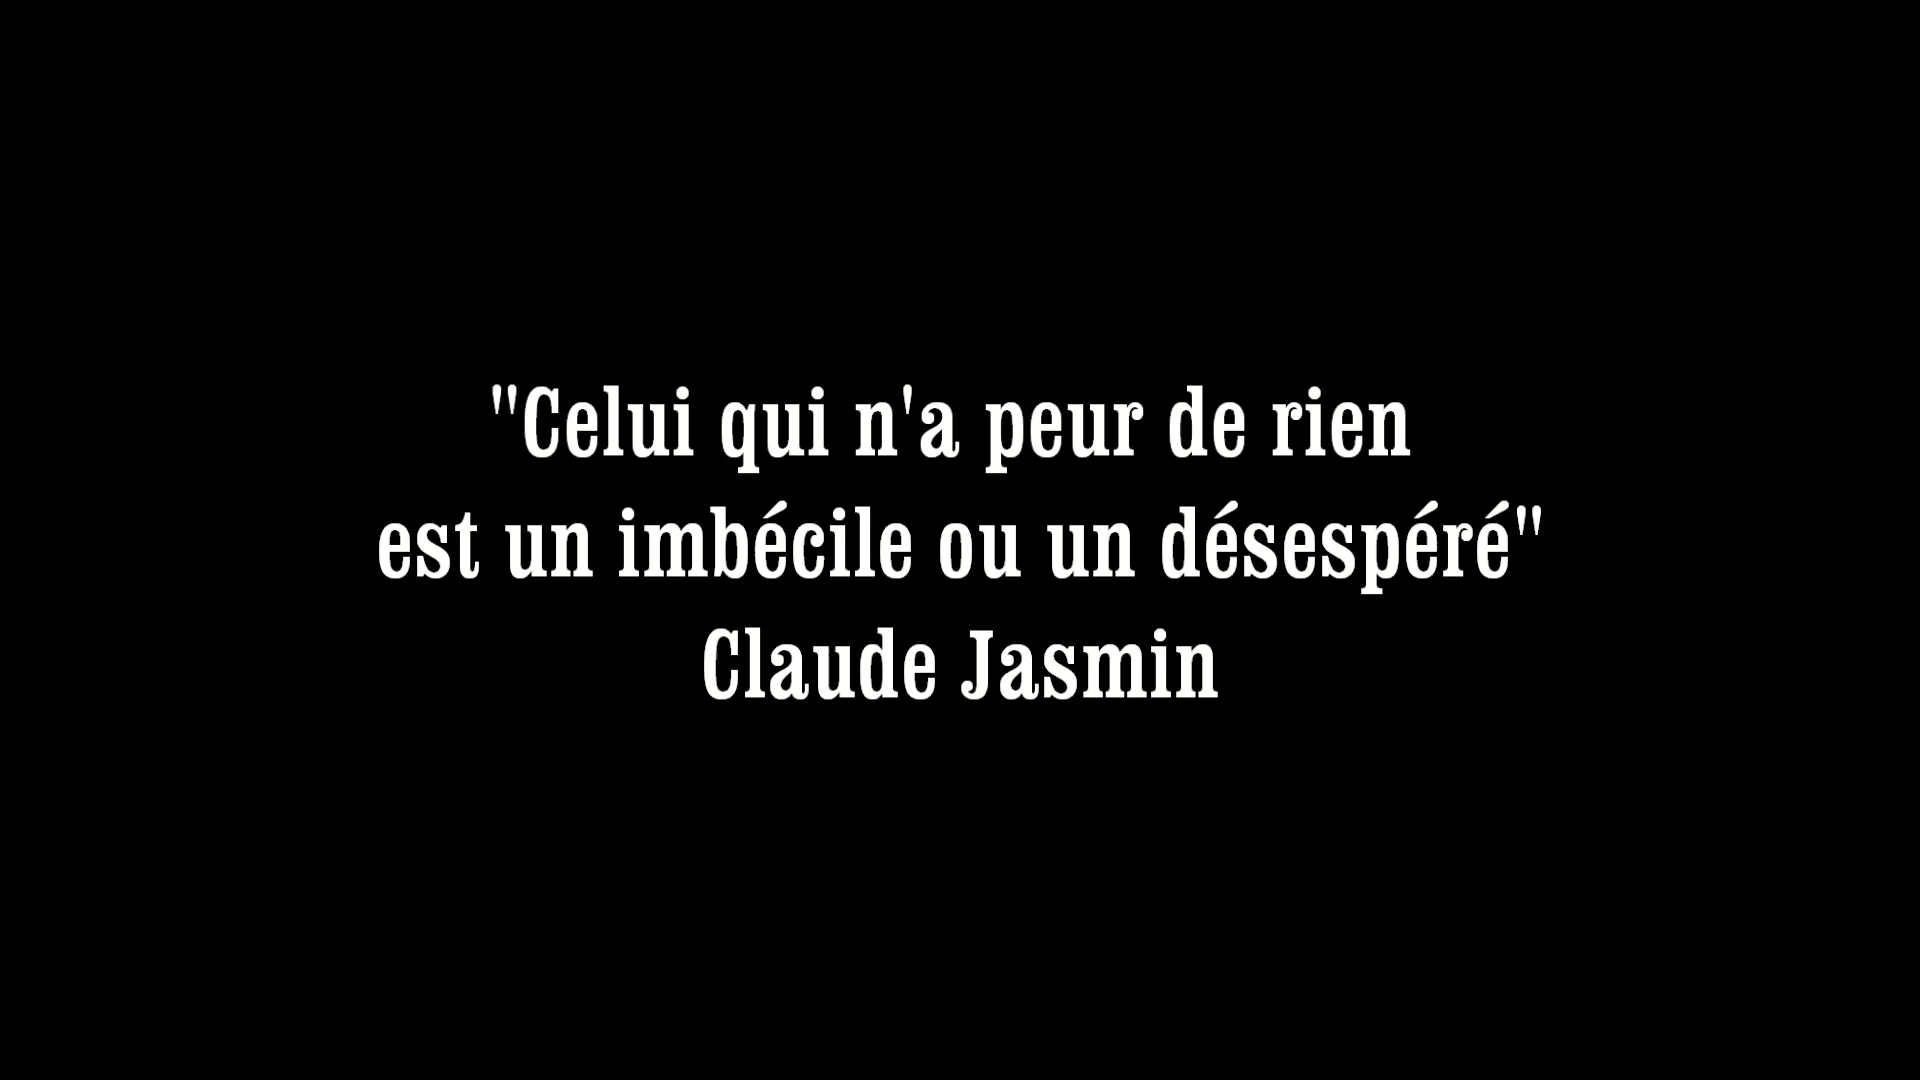 "Celui qui n'a peur de rien
est un imbécile ou un désespéré"
Claude Jasmin